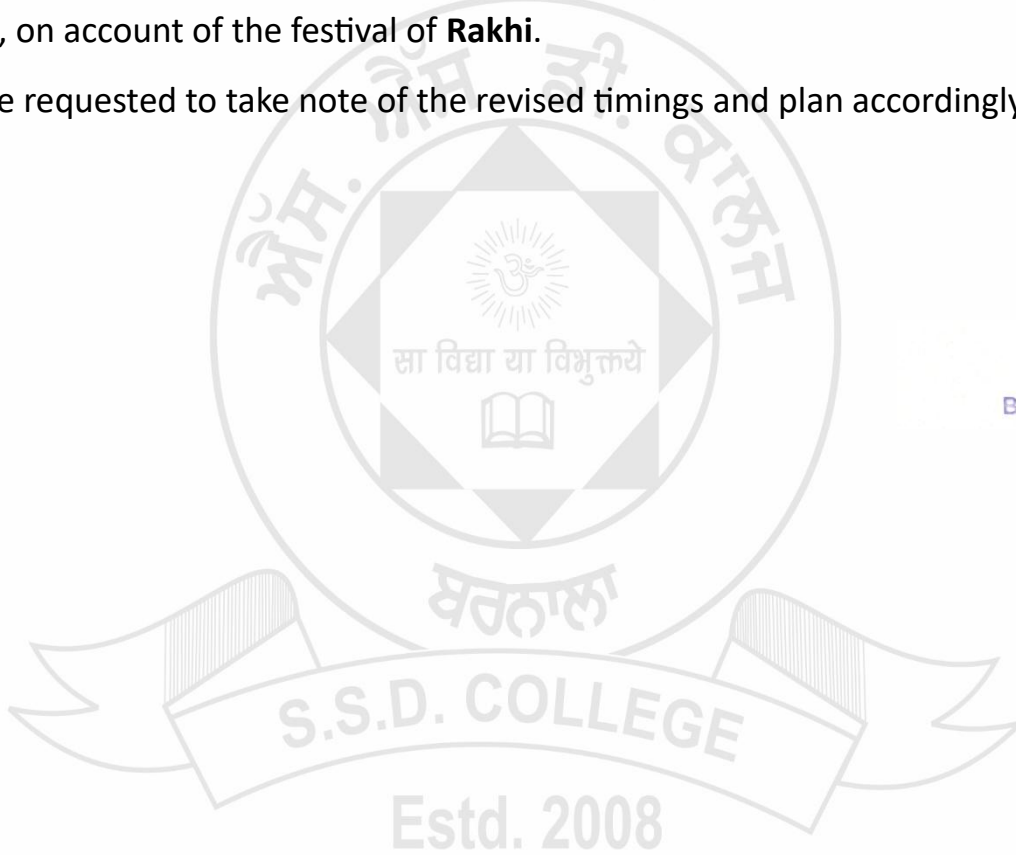 , on account of the festival of Rakhi.
e requested to take note of the revised timings and plan accordingly
ਐੱਸ. ਐੱਸ ਡੀ. ਕਾਲਜ
ॐ
सा विद्या या विभुक्तये
B
ਬਰਨਾਲਾ
S.S.D. COLLEGE
Estd. 2008